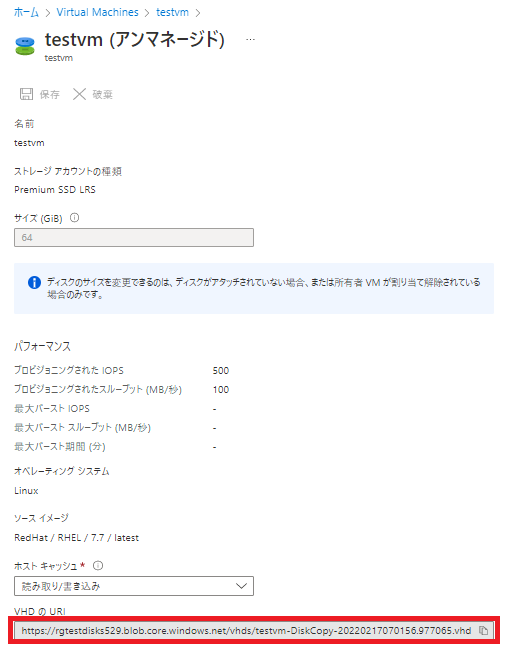 ホーム > Virtual Machines > testvm >
testvm (アンマネージド) ...
testvm
保存 破棄
名前
testvm
ストレージ アカウントの種類
Premium SSD LRS
サイズ (GiB)
64
ディスクのサイズを変更できるのは、ディスクがアタッチされていない場合、または所有者 VM が割り当て解除されている
場合のみです。
パフォーマンス
プロビジョニングされた IOPS 500
プロビジョニングされたスループット (MB/秒) 100
最大バースト IOPS -
最大バースト スループット (MB/秒) -
最大バースト期間 (分) -
オペレーティング システム
Linux
ソース イメージ
RedHat / RHEL / 7.7 / latest
ホスト キャッシュ *
読み取り/書き込み
VHD の URI
https://rgtestdisks529.blob.core.windows.net/vhds/testvm-DiskCopy-20220217070156.977065.vhd